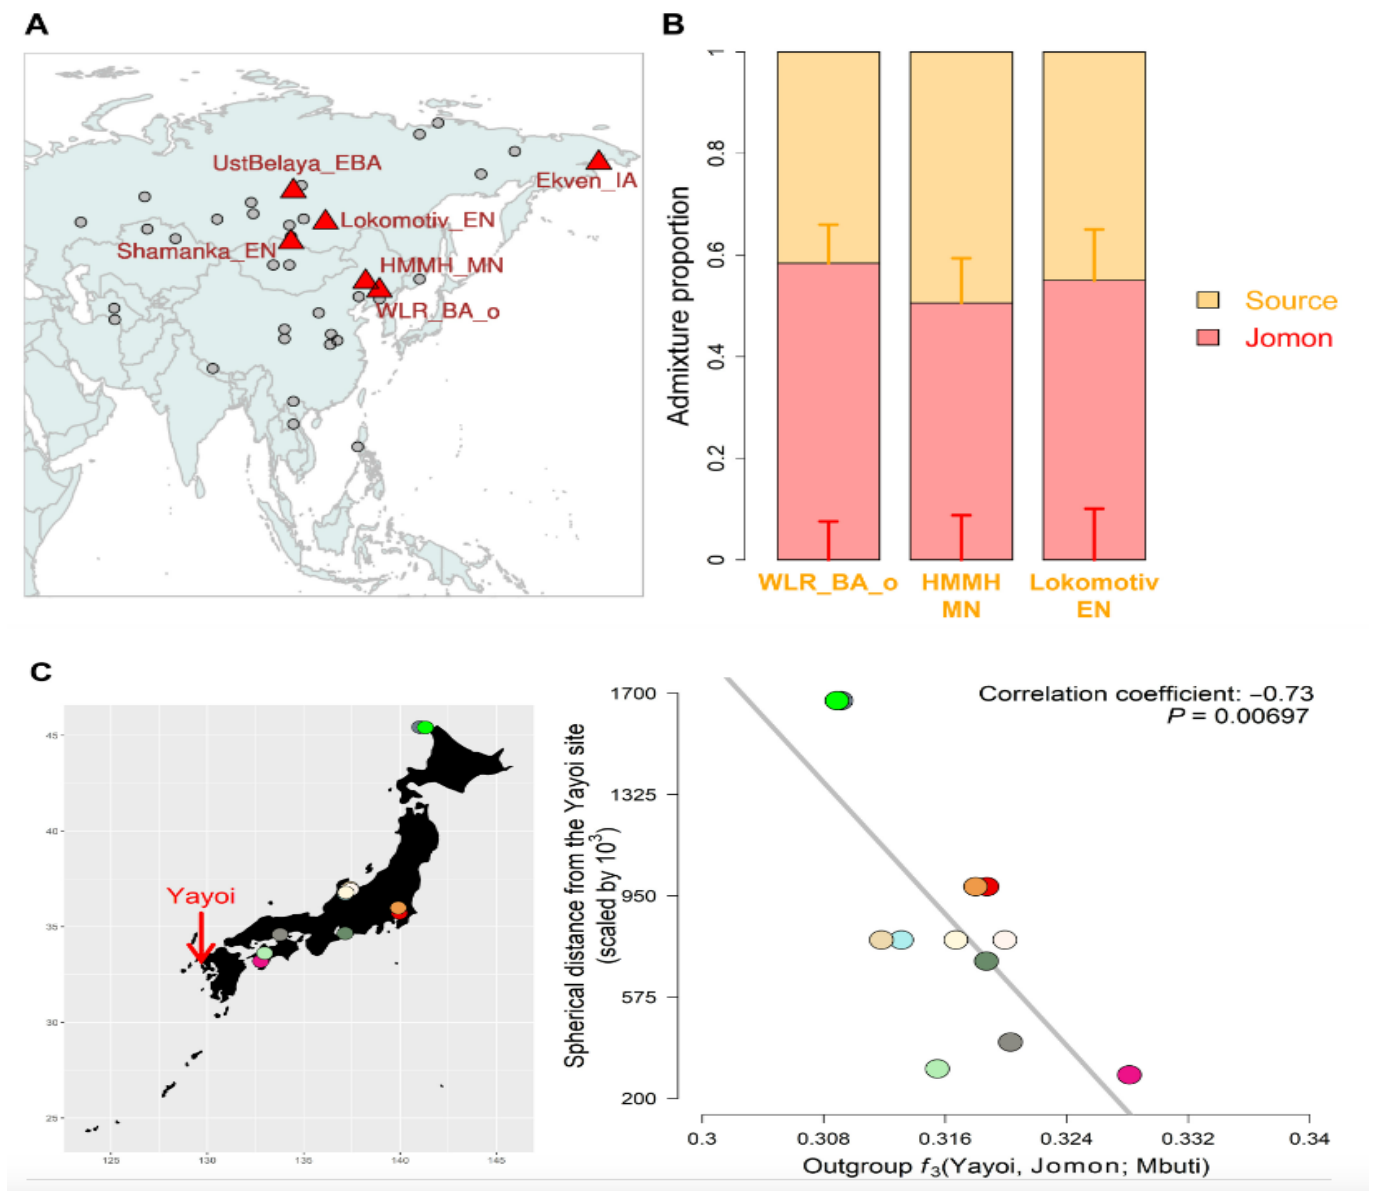 A
UstBelaya_EBA
Ekven_IA
Lokomotiv_EN
Shamanka_EN
HMMH_MN
WLR_BA_o
B
Admixture proportion
1
0.8
0.6
0.4
0.2
0
WLR_BA_o
HMMH
MN
Lokomotiv
EN
Source
Jomon
C
45
40
35
30
25
125
130
135
140
145
Yayoi
Spherical distance from the Yayoi site
(scaled by 10³)
1700
1325
950
575
200
Correlation coefficient: −0.73
P = 0.00697
0.3
0.308
0.316
0.324
0.332
0.34
Outgroup f₃(Yayoi, Jomon; Mbuti)